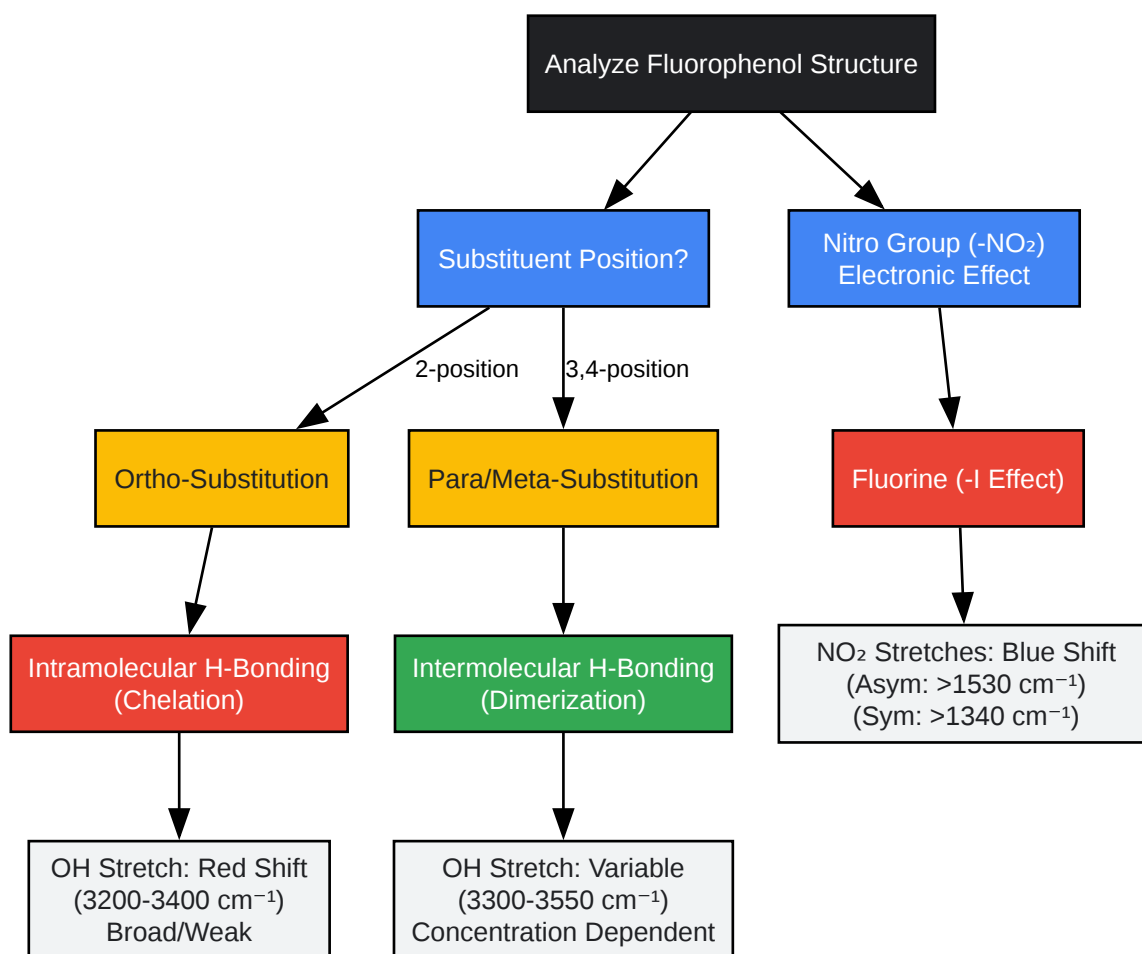 Analyze Fluorophenol Structure
Substituent Position?
Nitro Group (-NO₂)
Electronic Effect
2-position
3,4-position
Ortho-Substitution
Para/Meta-Substitution
Fluorine (-I Effect)
Intramolecular H-Bonding
(Chelation)
Intermolecular H-Bonding
(Dimerization)
NO₂ Stretches: Blue Shift
(Asym: >1530 cm⁻¹)
(Sym: >1340 cm⁻¹)
OH Stretch: Red Shift
(3200-3400 cm⁻¹)
Broad/Weak
OH Stretch: Variable
(3300-3550 cm⁻¹)
Concentration Dependent